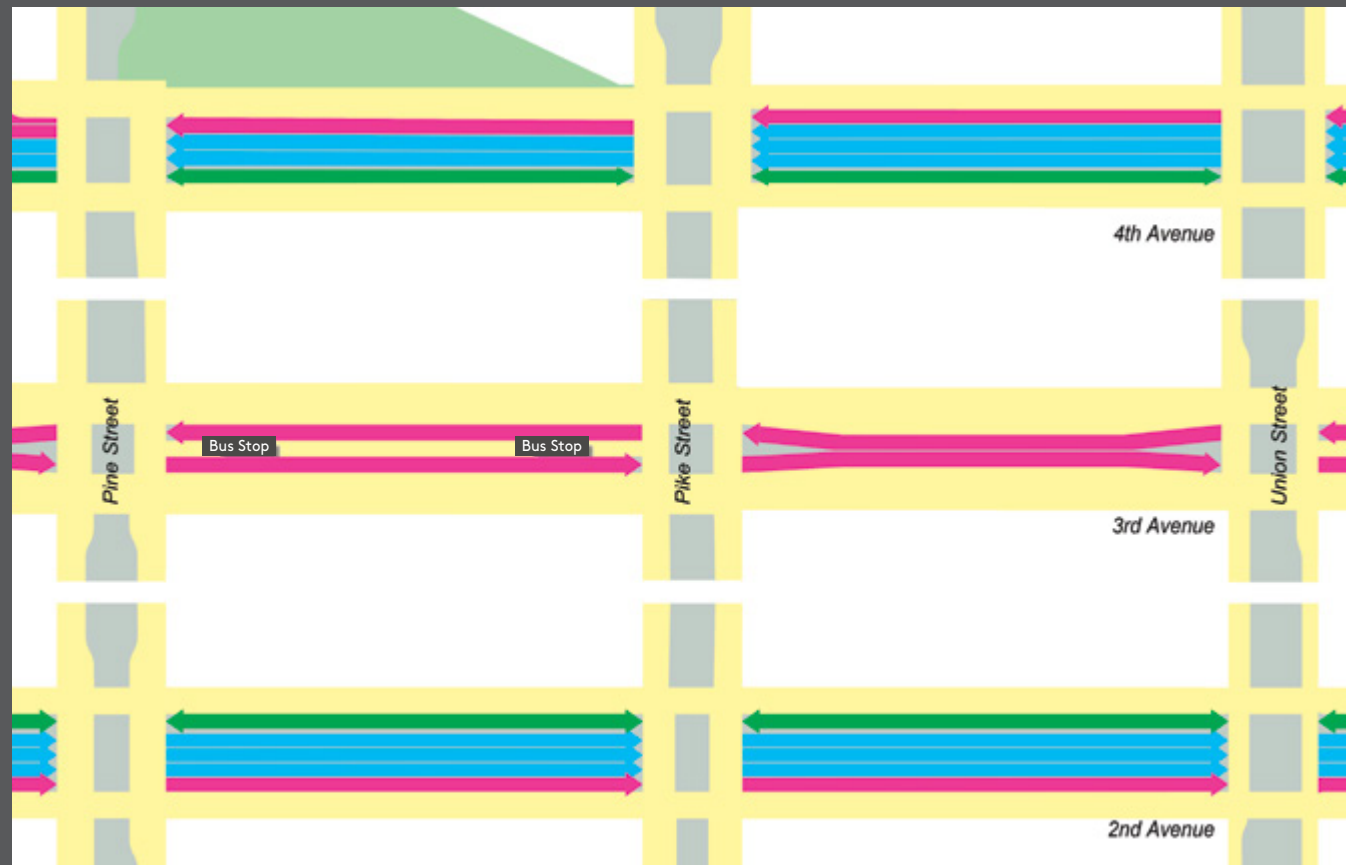 4th Avenue
Pine Street
Bus Stop
Bus Stop
Pike Street
Union Street
3rd Avenue
2nd Avenue